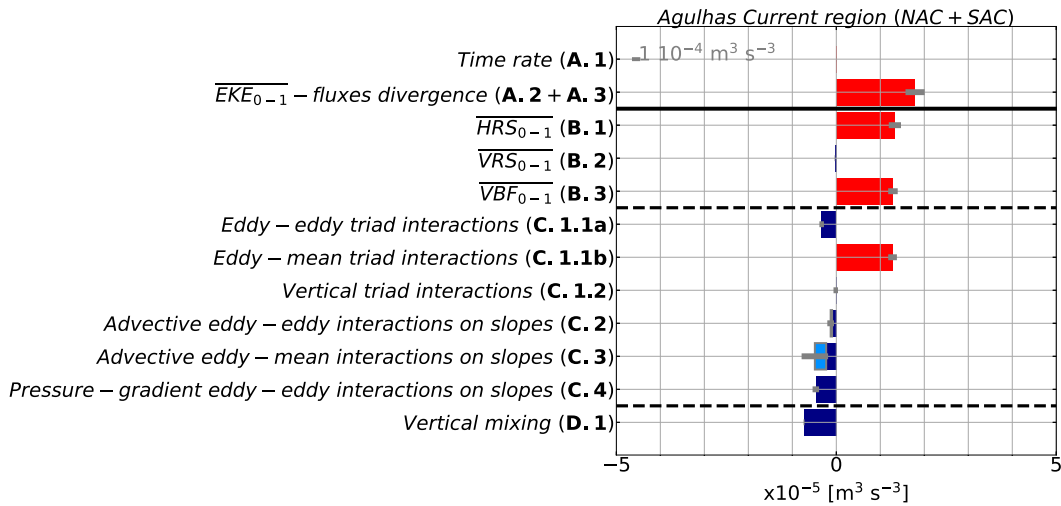 Agulhas Current region (NAC + SAC)
Time rate (A. 1)
1 10⁻⁴ m³ s⁻³
EKE₀₋₁ − fluxes divergence (A. 2 + A. 3)
HRS₀₋₁ (B. 1)
VRS₀₋₁ (B. 2)
VBF₀₋₁ (B. 3)
Eddy − eddy triad interactions (C. 1.1a)
Eddy − mean triad interactions (C. 1.1b)
Vertical triad interactions (C. 1.2)
Advective eddy − eddy interactions on slopes (C. 2)
Advective eddy − mean interactions on slopes (C. 3)
Pressure − gradient eddy − eddy interactions on slopes (C. 4)
Vertical mixing (D. 1)
−5 0 5
x10⁻⁵ [m³ s⁻³]